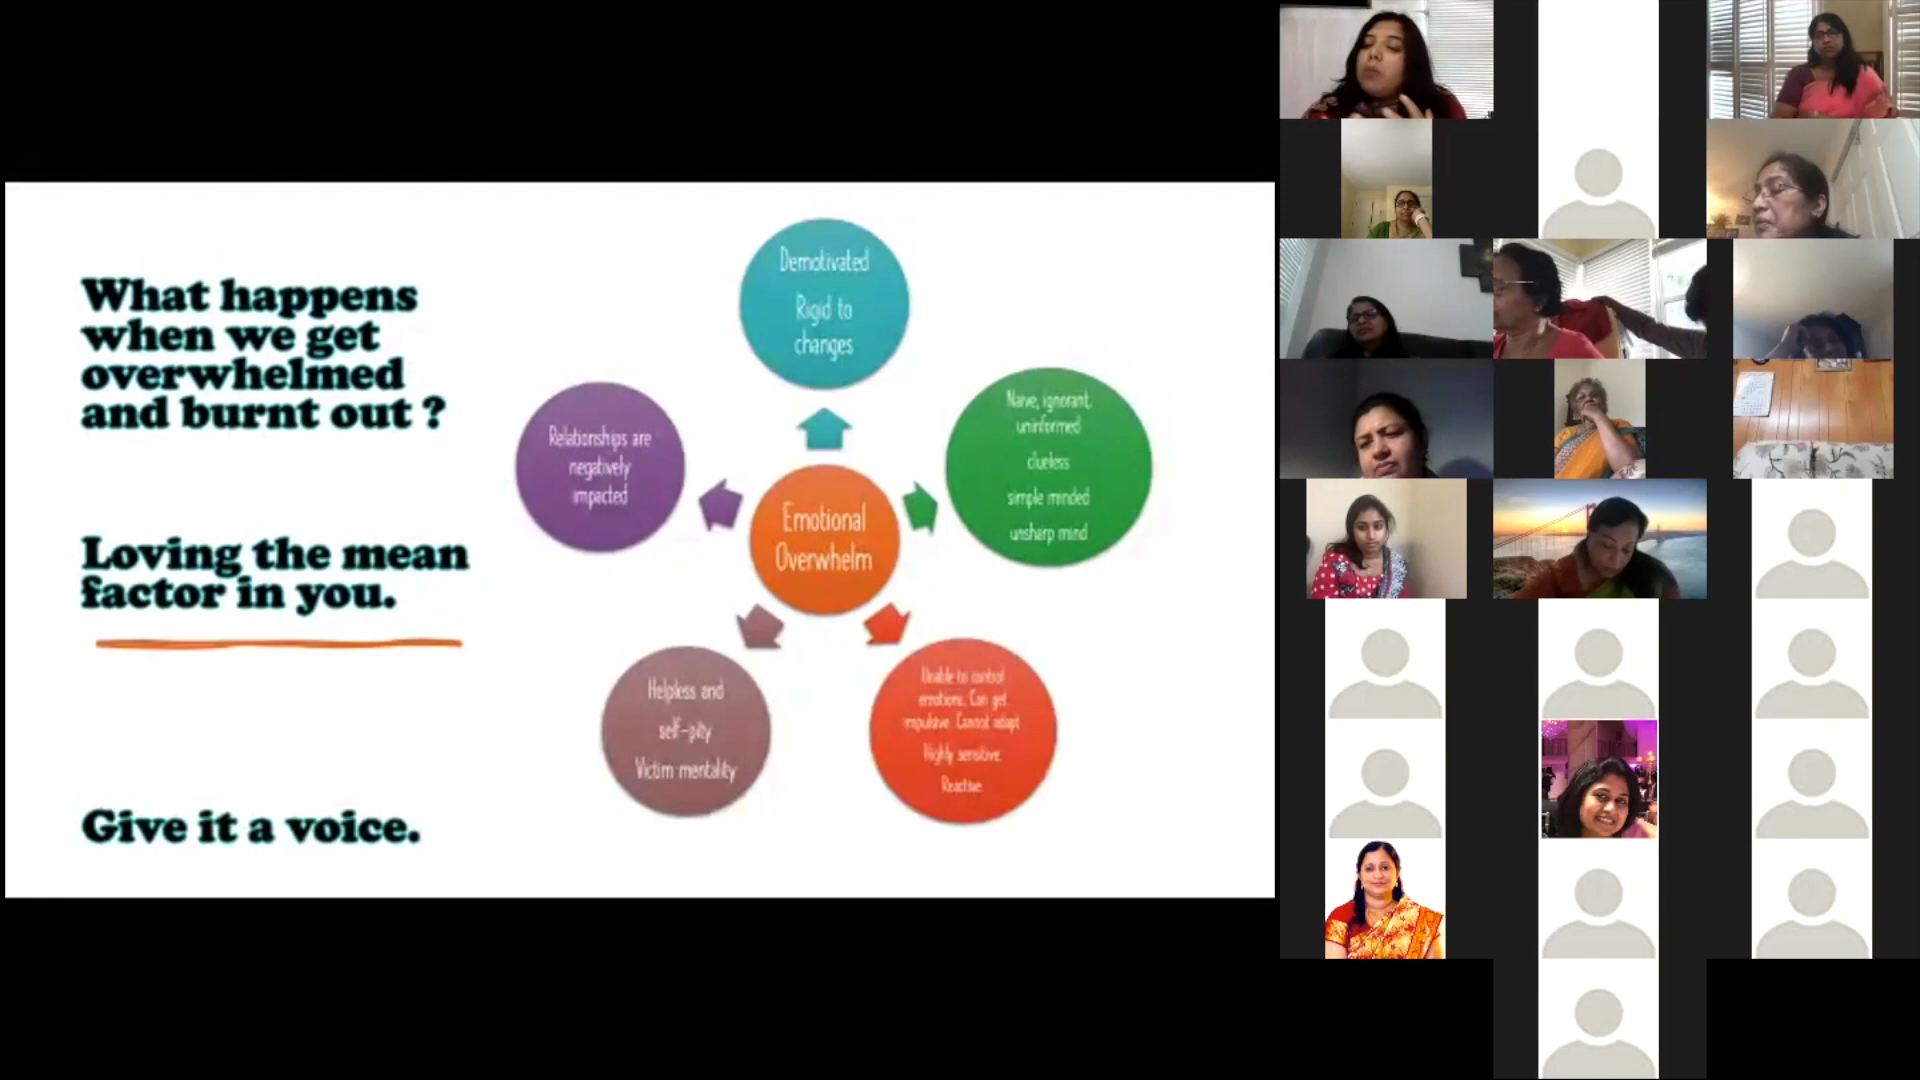 What happens
when we get
overwhelmed
and burnt out ?
Loving the mean
factor in you.
Give it a voice.
Demotivated
Rigid to
changes
Relationships are
negatively
impacted
Naive, ignorant,
uninformed
clueless
simple minded
unsharp mind
Emotional
Overwhelm
Helpless and
self-pity
Victim mentality
Unable to control
emotions. Can get
impulsive. Cannot adapt
Highly sensitive
Reactive